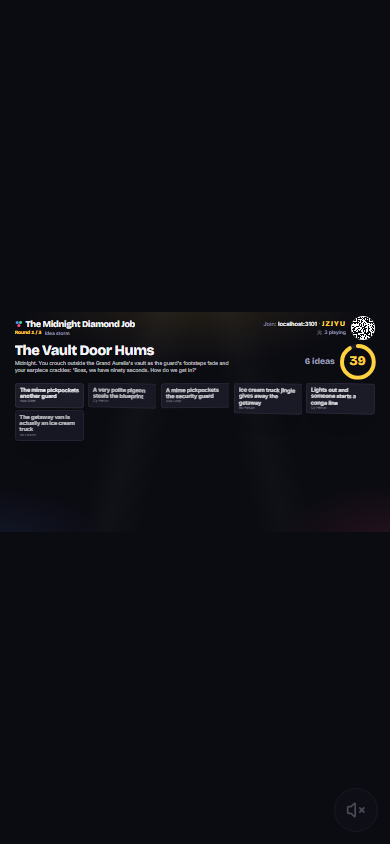 The Midnight Diamond Job
Round 1 / 3 Idea storm
Join: localhost:3101 · JZJYU
3 playing
The Vault Door Hums
Midnight. You crouch outside the Grand Aurelle's vault as the guard's footsteps fade and
your earpiece crackles: 'Boss, we have ninety seconds. How do we get in?'
6 ideas
39
The mime pickpockets
another guard
A very polite pigeon
steals the blueprint
A mime pickpockets
the security guard
Ice cream truck jingle
gives away the
getaway
Lights out and
someone starts a
conga line
The getaway van is
actually an ice cream
truck